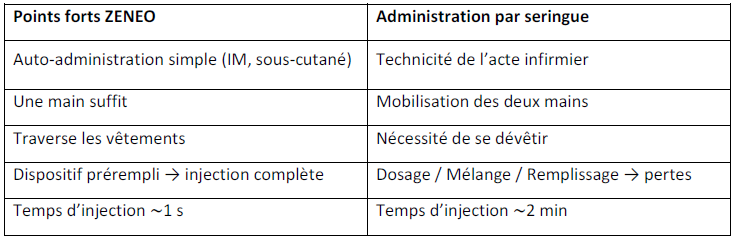 Points forts ZENEO
Administration par seringue
Auto-administration simple (IM, sous-cutané)
Technicité de l’acte infirmier
Une main suffit
Mobilisation des deux mains
Traverse les vêtements
Nécessité de se dévêtir
Dispositif prérempli → injection complète
Dosage / Mélange / Remplissage → pertes
Temps d’injection ~1 s
Temps d’injection ~2 min